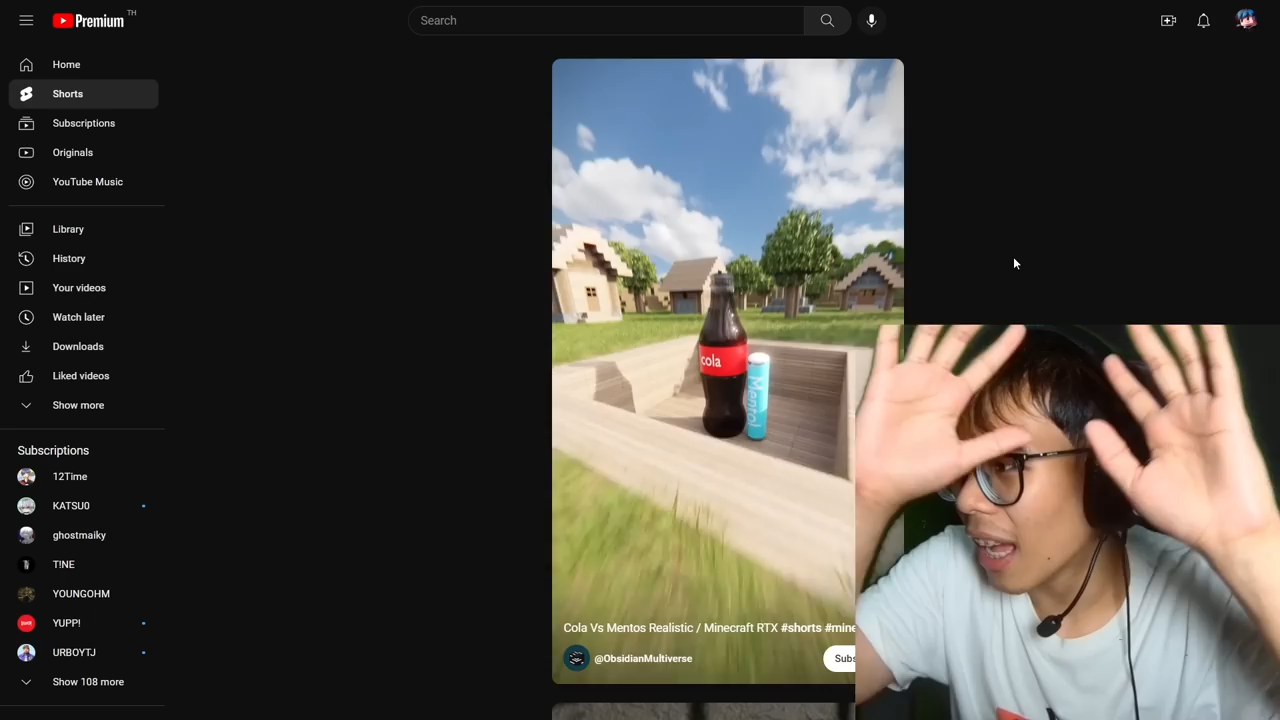 Premium TH
Search
Home
Shorts
Subscriptions
Originals
YouTube Music
Library
History
Your videos
Watch later
Downloads
Liked videos
Show more
Subscriptions
12Time
KATSU0
ghostmaiky
T!NE
YOUNGOHM
YUPP!
URBOYTJ
Show 108 more
cola
Cola Vs Mentos Realistic / Minecraft RTX #shorts #mine
@ObsidianMultiverse
Subs